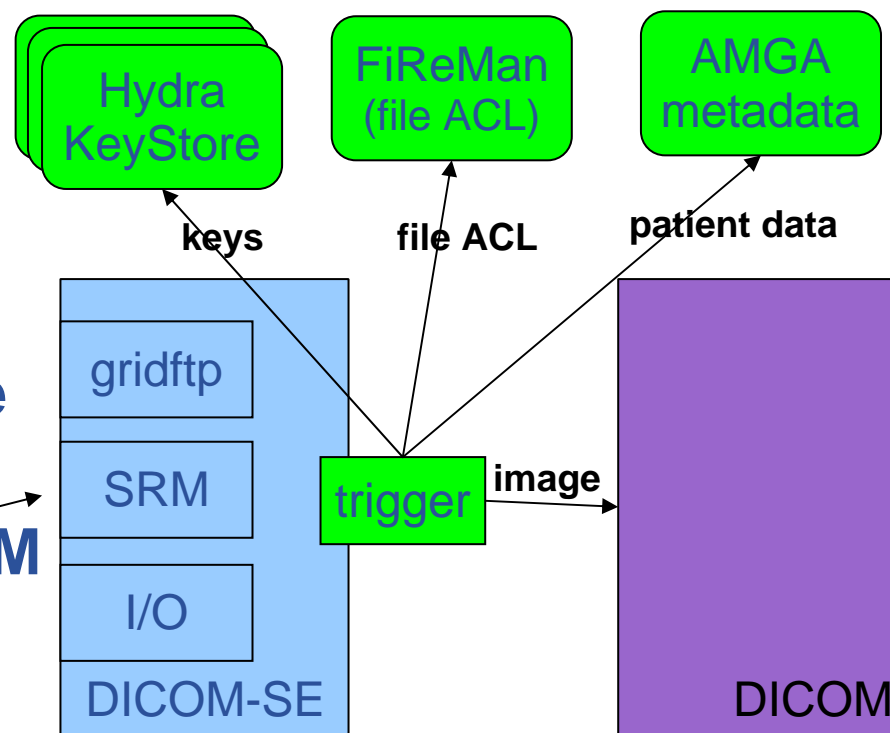 Hydra
KeyStore
FiReMan
(file ACL)
AMGA
metadata
keys
file ACL
patient data
gridftp
SRM
trigger
image
I/O
DICOM-SE
DICOM